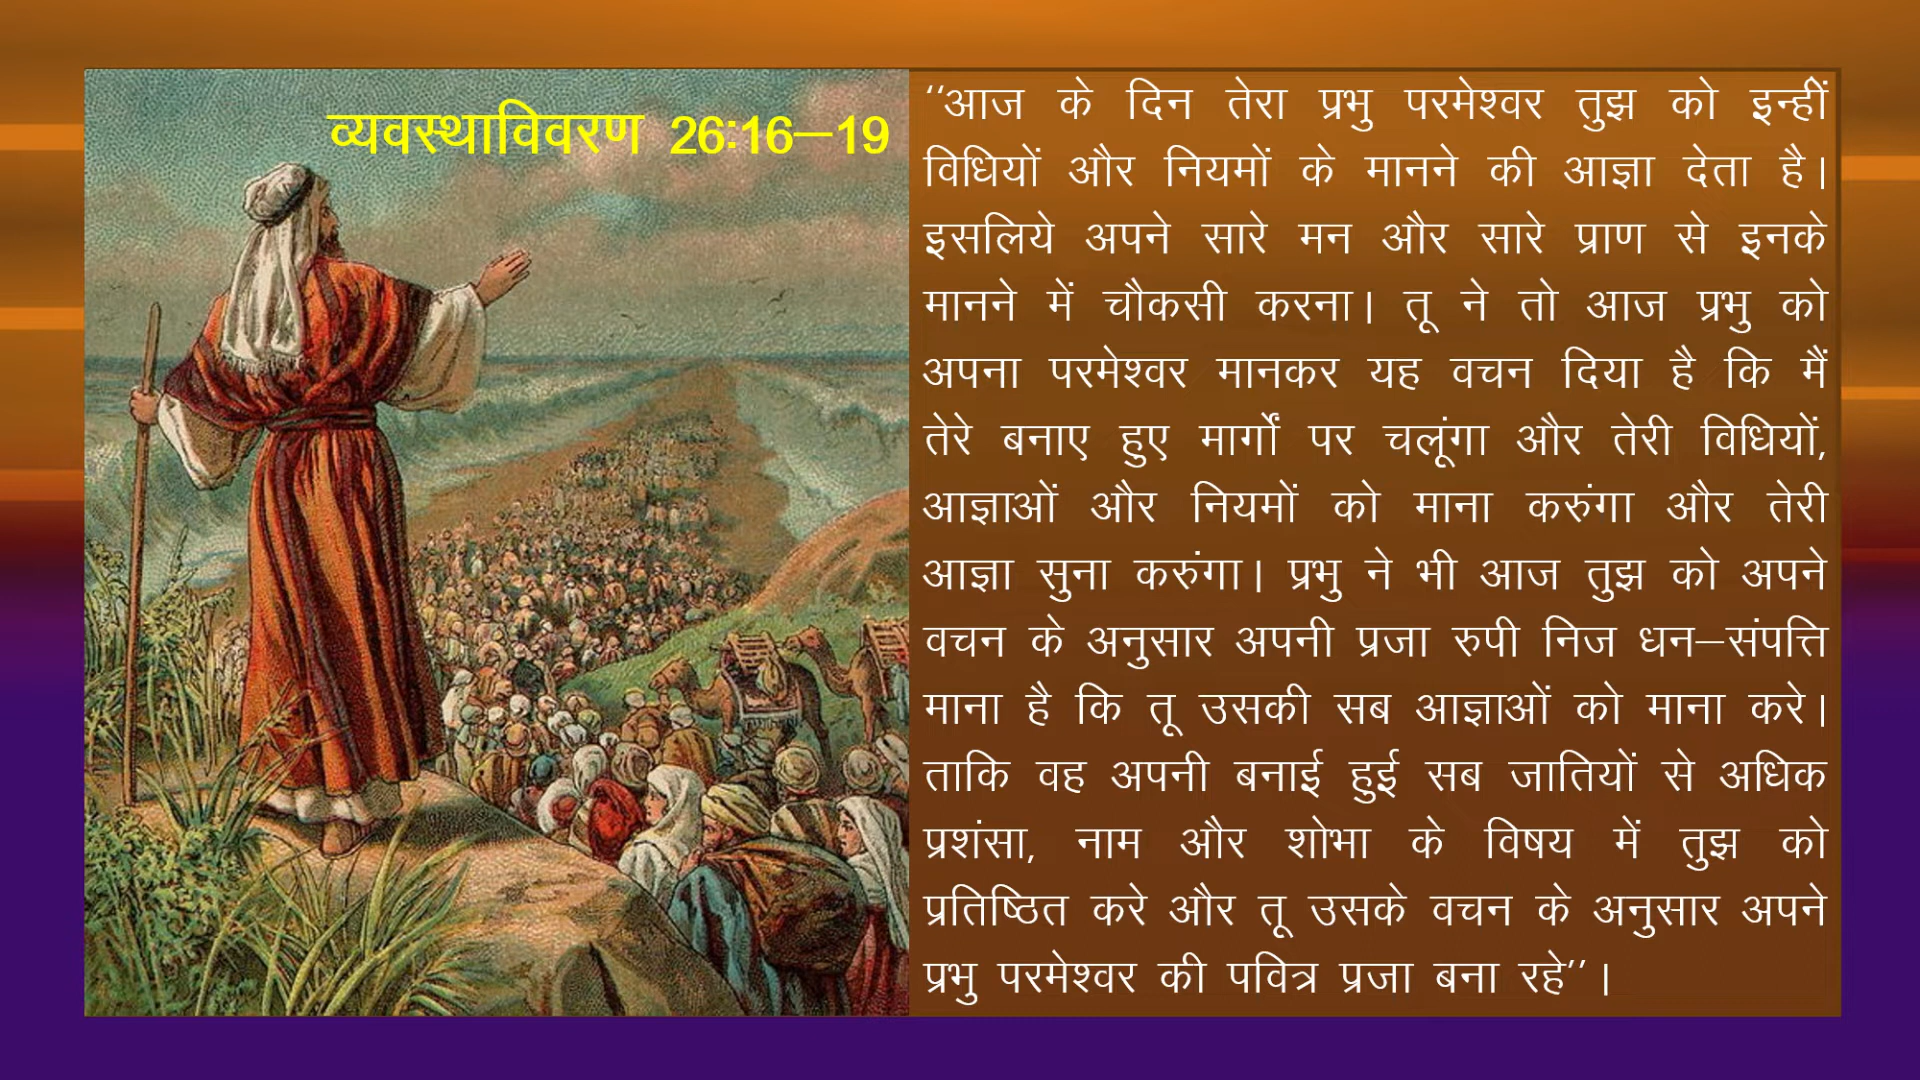 व्यवस्थाविवरण 26:16–19
‘‘आज के दिन तेरा प्रभु परमेश्वर तुझ को इन्हीं
विधियों और नियमों के मानने की आज्ञा देता है।
इसलिये अपने सारे मन और सारे प्राण से इनके
मानने में चौकसी करना। तू ने तो आज प्रभु को
अपना परमेश्वर मानकर यह वचन दिया है कि मैं
तेरे बनाए हुए मार्गों पर चलूंगा और तेरी विधियों,
आज्ञाओं और नियमों को माना करुंगा और तेरी
आज्ञा सुना करुंगा। प्रभु ने भी आज तुझ को अपने
वचन के अनुसार अपनी प्रजा रुपी निज धन–संपत्ति
माना है कि तू उसकी सब आज्ञाओं को माना करे।
ताकि वह अपनी बनाई हुई सब जातियों से अधिक
प्रशंसा, नाम और शोभा के विषय में तुझ को
प्रतिष्ठित करे और तू उसके वचन के अनुसार अपने
प्रभु परमेश्वर की पवित्र प्रजा बना रहे’’।